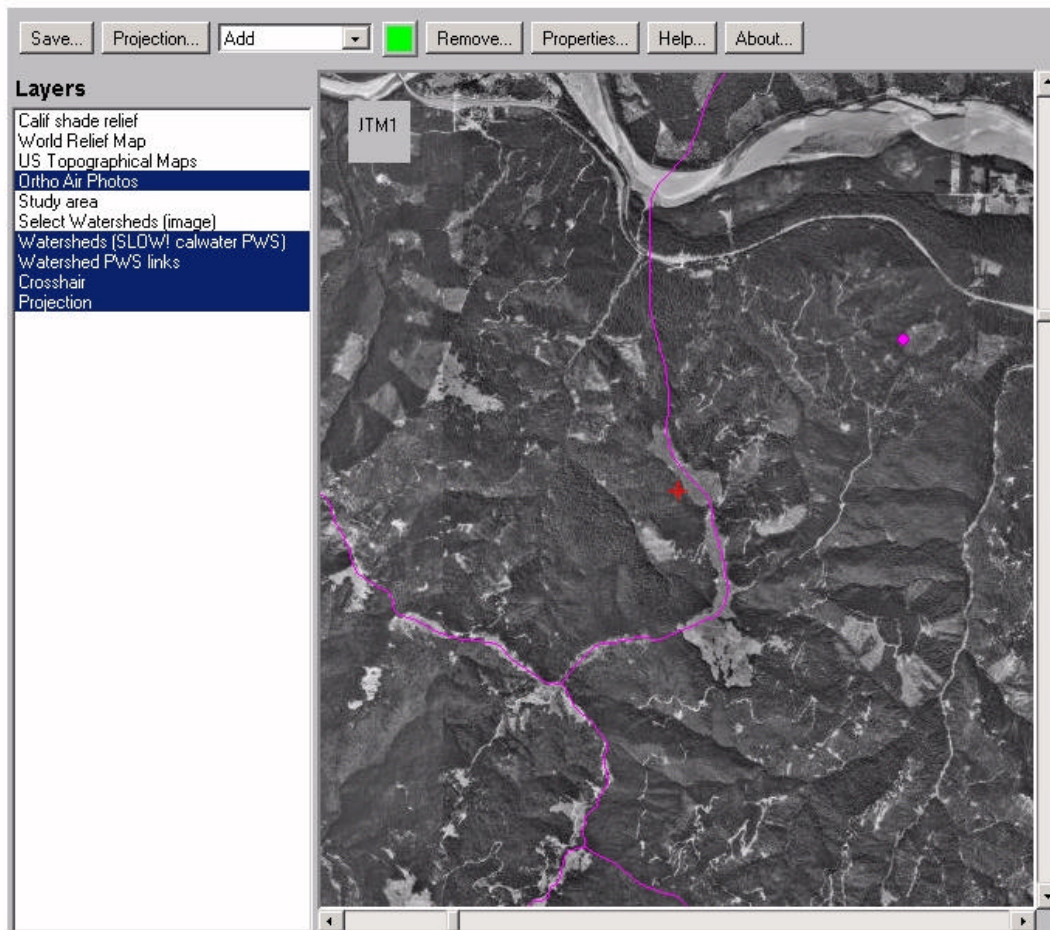 Save... Projection... Add Remove... Properties... Help... About...
Layers
Calif shade relief
World Relief Map
US Topographical Maps
Ortho Air Photos
Study area
Select Watersheds (image)
Watersheds (SLOW! calwater PWS)
Watershed PWS links
Crosshair
Projection
JTM1